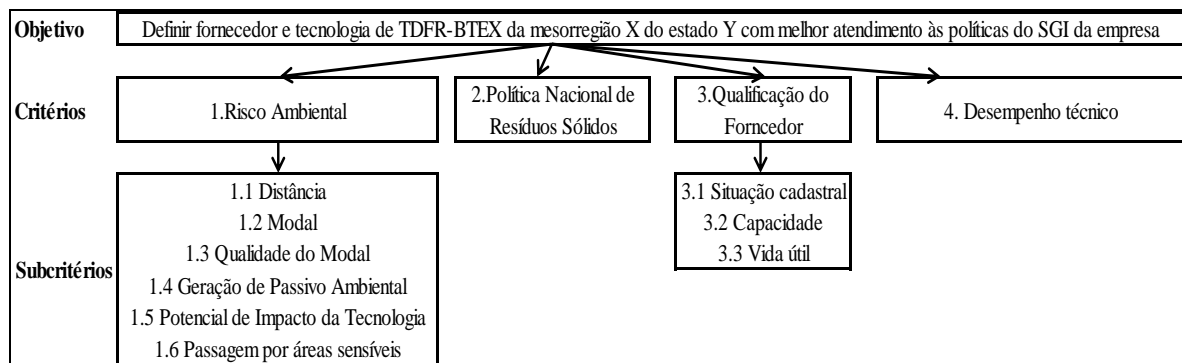 Objetivo
Definir fornecedor e tecnologia de TDFR-BTEX da mesorregião X do estado Y com melhor atendimento às políticas do SGI da empresa
Critérios
1.Risco Ambiental
2.Política Nacional de
Resíduos Sólidos
3.Qualificação do
Forncedor
4. Desempenho técnico
Subcritérios
1.1 Distância
1.2 Modal
1.3 Qualidade do Modal
1.4 Geração de Passivo Ambiental
1.5 Potencial de Impacto da Tecnologia
1.6 Passagem por áreas sensíveis
3.1 Situação cadastral
3.2 Capacidade
3.3 Vida útil